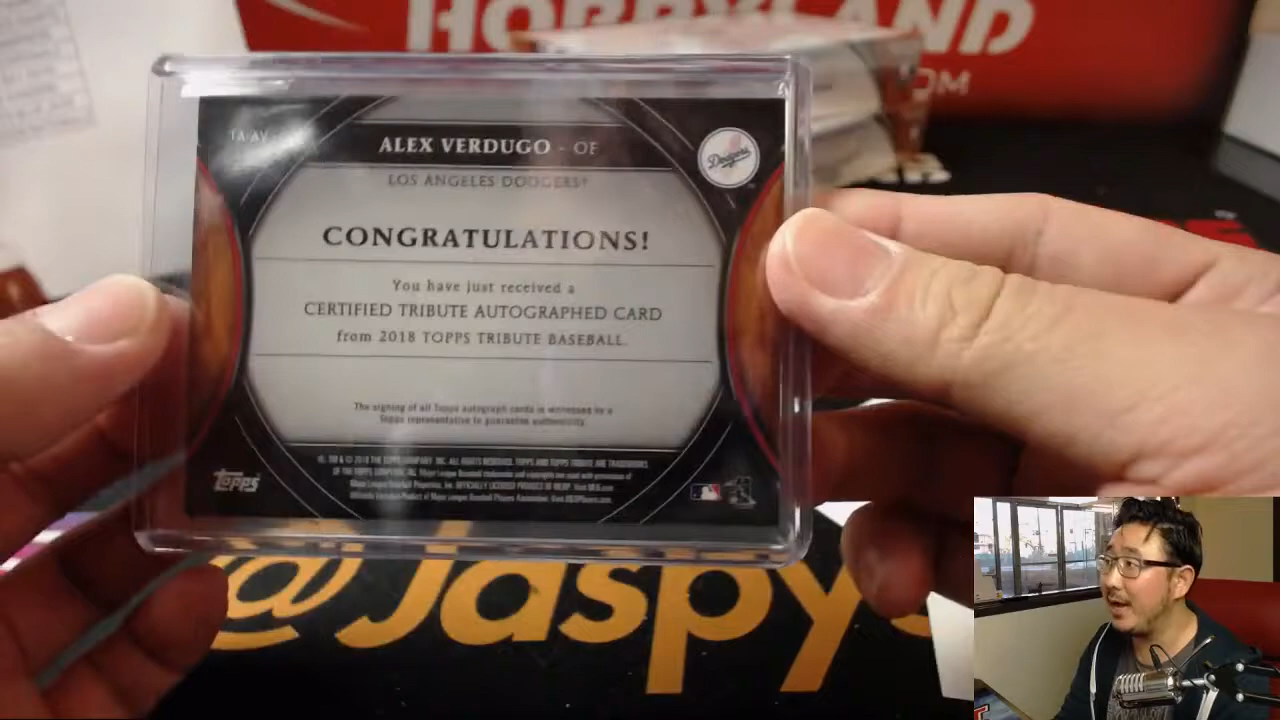 HOBBYLAND
.COM
TA-AV
ALEX VERDUGO - OF
Dodgers
LOS ANGELES DODGERS®
CONGRATULATIONS!
You have just received a
CERTIFIED TRIBUTE AUTOGRAPHED CARD
from 2018 TOPPS TRIBUTE BASEBALL.
The signing of all Topps autograph cards is witnessed by a
Topps representative to guarantee authenticity.
Topps
@Jaspys